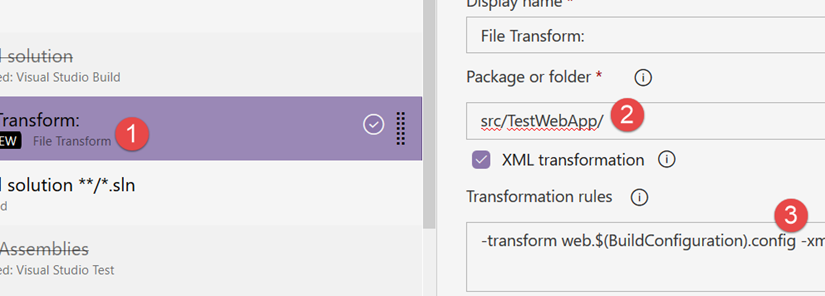 solution
ed: Visual Studio Build
Transform:
EW File Transform
1
solution **/*.sln
d
Assemblies
ed: Visual Studio Test
Display name *
File Transform:
Package or folder *
src/TestWebApp/
2
XML transformation
Transformation rules
3
-transform web.$(BuildConfiguration).config -xm